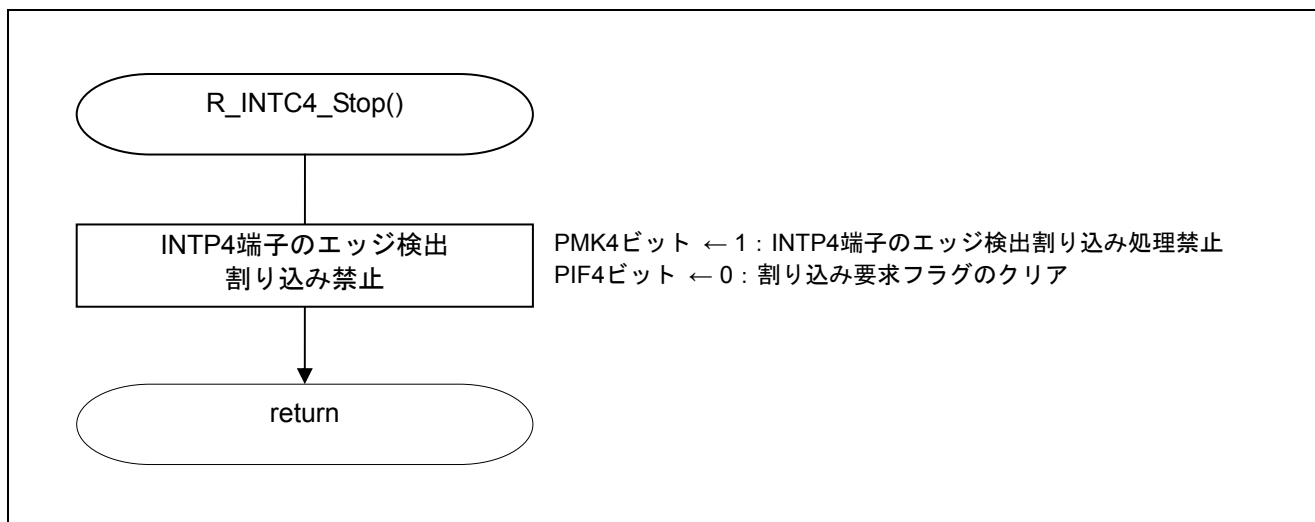 R_INTC4_Stop()
INTP4端子のエッジ検出
割り込み禁止
PMK4ビット ← 1：INTP4端子のエッジ検出割り込み処理禁止
PIF4ビット ← 0：割り込み要求フラグのクリア
return